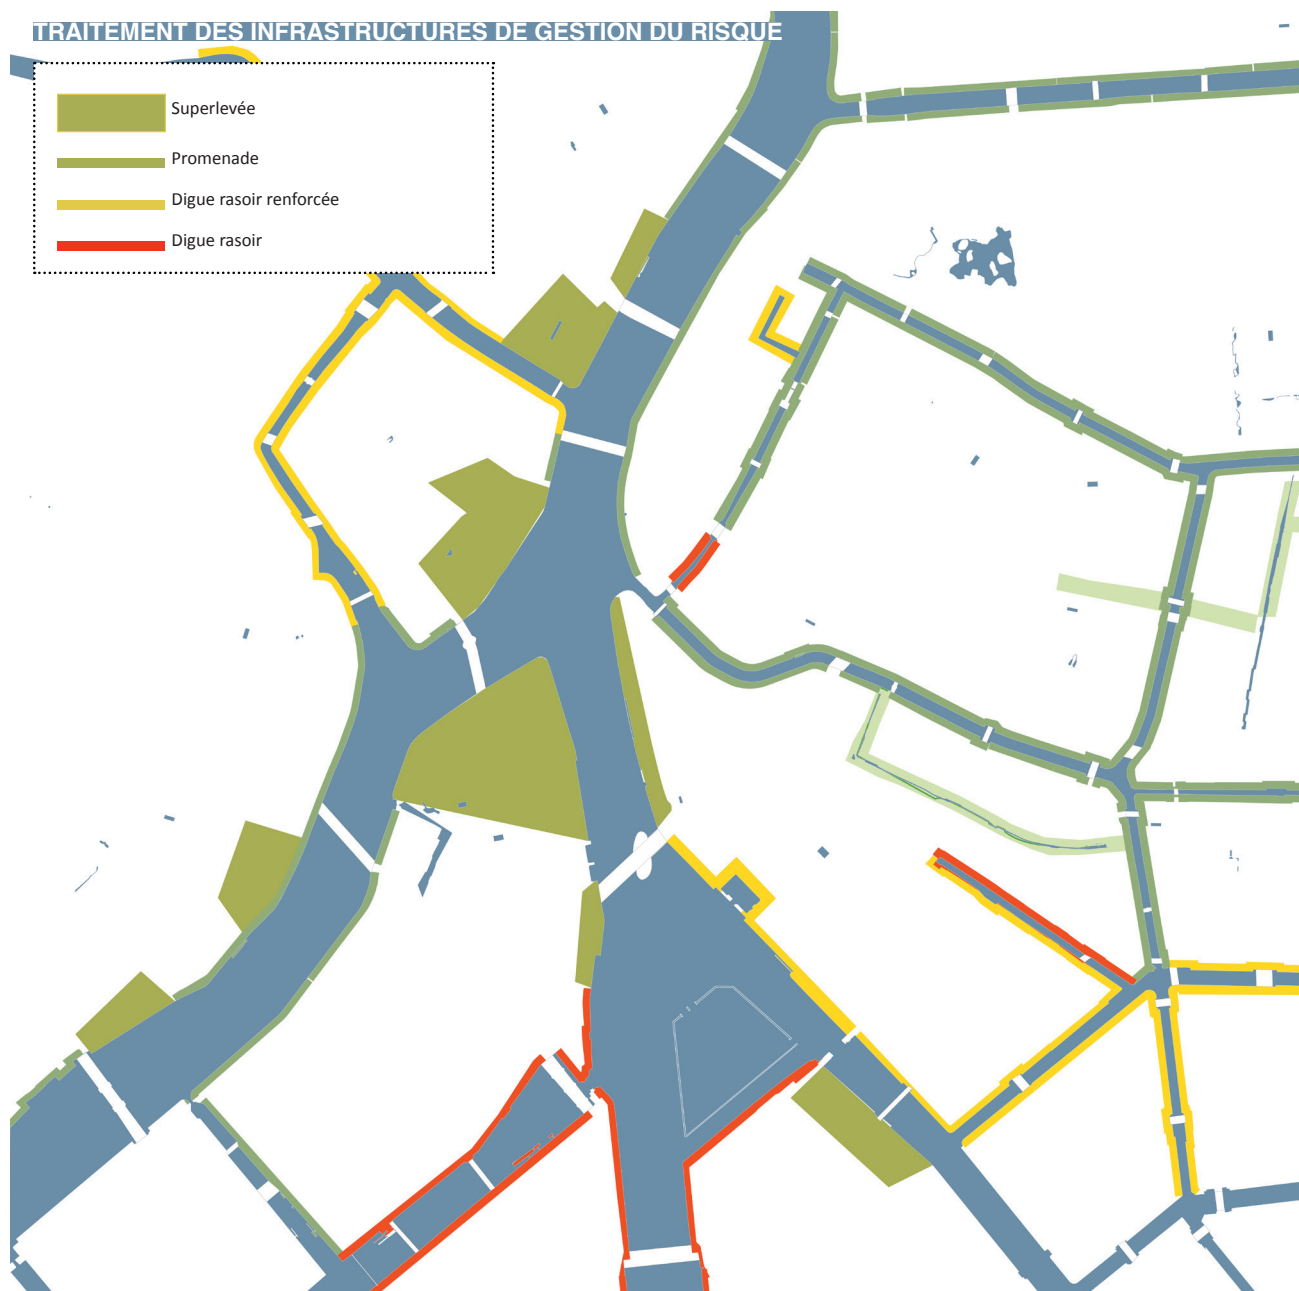 TRAITEMENT DES INFRASTRUCTURES DE GESTION DU RISQUE
Superlevée
Promenade
Digue rasoir renforcée
Digue rasoir